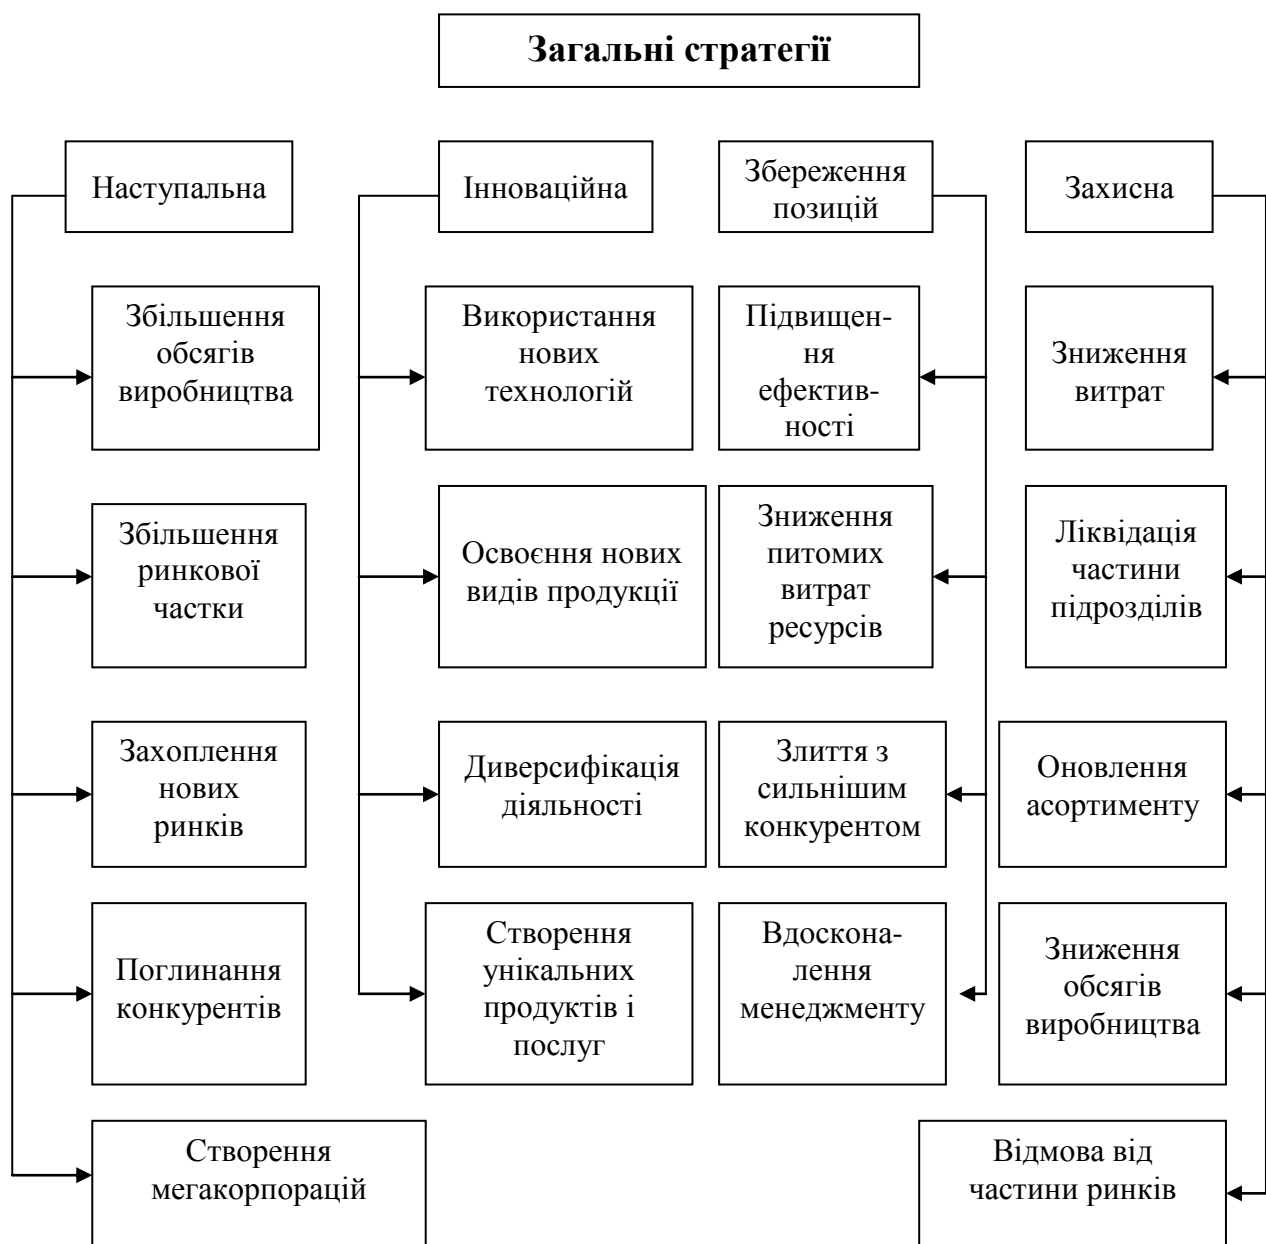 Загальні стратегії
Наступальна
Інноваційна
Збереження
позицій
Захисна
Збільшення
обсягів
виробництва
Використання
нових
технологій
Підвищен-
ня
ефектив-
ності
Зниження
витрат
Збільшення
ринкової
частки
Освоєння нових
видів продукції
Зниження
питомих
витрат
ресурсів
Ліквідація
частини
підрозділів
Захоплення
нових
ринків
Диверсифікація
діяльності
Злиття з
сильнішим
конкурентом
Оновлення
асортименту
Поглинання
конкурентів
Створення
унікальних
продуктів і
послуг
Вдоскона-
лення
менеджменту
Зниження
обсягів
виробництва
Створення
мегакорпорацій
Відмова від
частини ринків